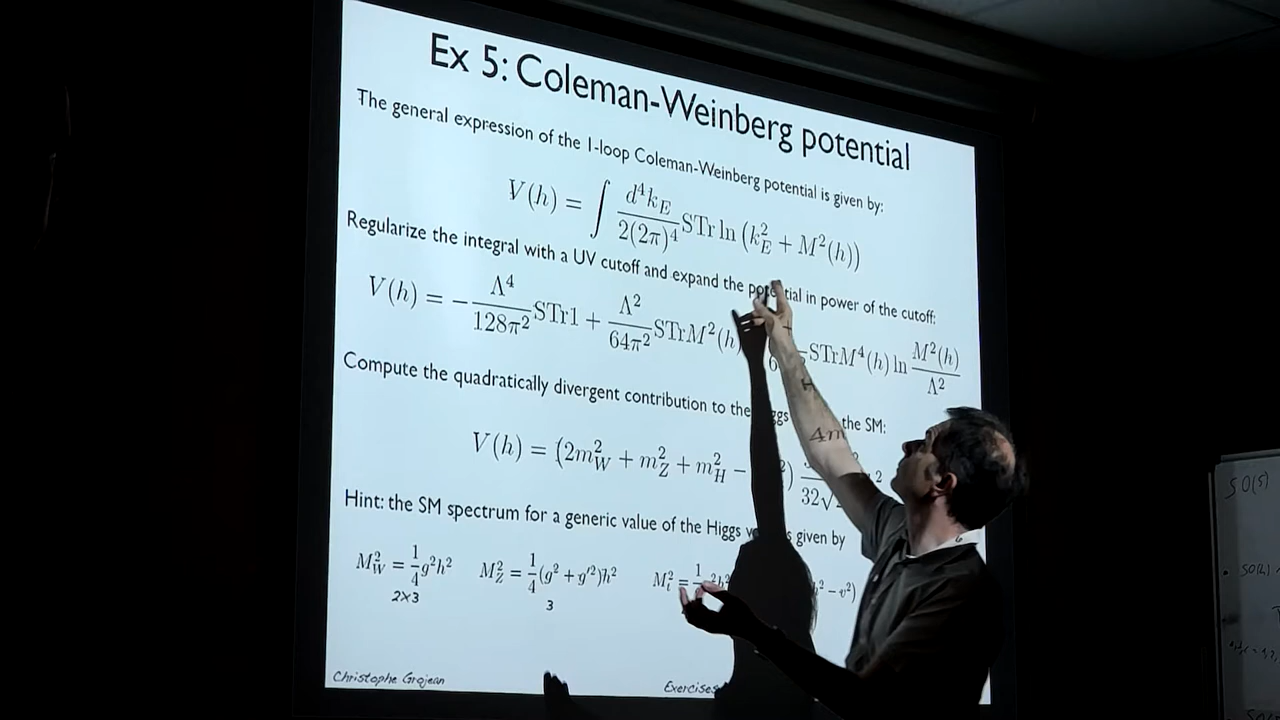 Ex 5: Coleman-Weinberg potential
The general expression of the 1-loop Coleman-Weinberg potential is given by:
V(h) = ∫ d⁴k_E / 2(2π)⁴ STr ln (k_E² + M²(h))
Regularize the integral with a UV cutoff and expand the potential in power of the cutoff:
V(h) = − Λ⁴/128π² STr1 + Λ²/64π² STrM²(h) STrM⁴(h) ln M²(h)/Λ²
Compute the quadratically divergent contribution to the the SM:
V(h) = (2m_W² + m_Z² + m_H² − 4m
Hint: the SM spectrum for a generic value of the Higgs given by
M_W² = 1/4 g²h² M_Z² = 1/4 (g² + g′²)h² M_t² = 1 − v²)
2×3 3
Christophe Grojean Exercises
SO(5)